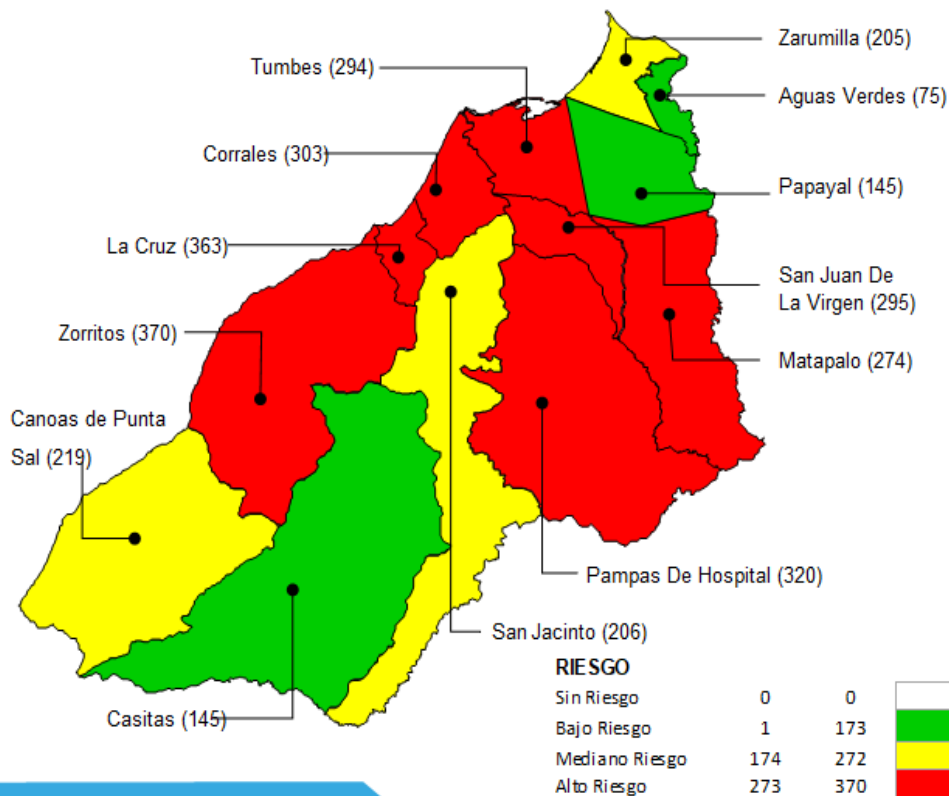 Zarumilla (205)
Tumbes (294)
Aguas Verdes (75)
Corrales (303)
Papayal (145)
La Cruz (363)
San Juan De
La Virgen (295)
Zorritos (370)
Matapalo (274)
Canoas de Punta
Sal (219)
Pampas De Hospital (320)
San Jacinto (206)
Casitas (145)
RIESGO
Sin Riesgo 0 0
Bajo Riesgo 1 173
Mediano Riesgo 174 272
Alto Riesgo 273 370